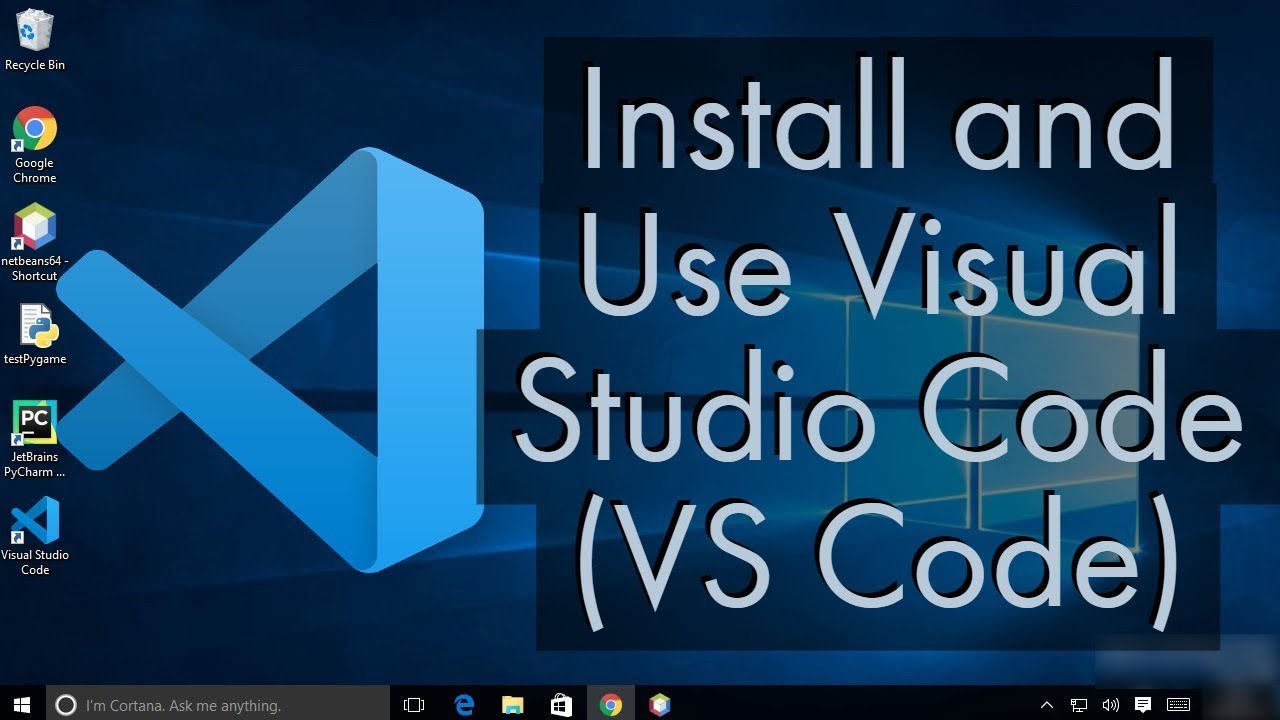 Recycle Bin
Google
Chrome
netbeans64 -
Shortcut
testPygame
PC
JetBrains
PyCharm ...
Visual Studio
Code
Install and
Use Visual
Studio Code
(VS Code)
I'm Cortana. Ask me anything.